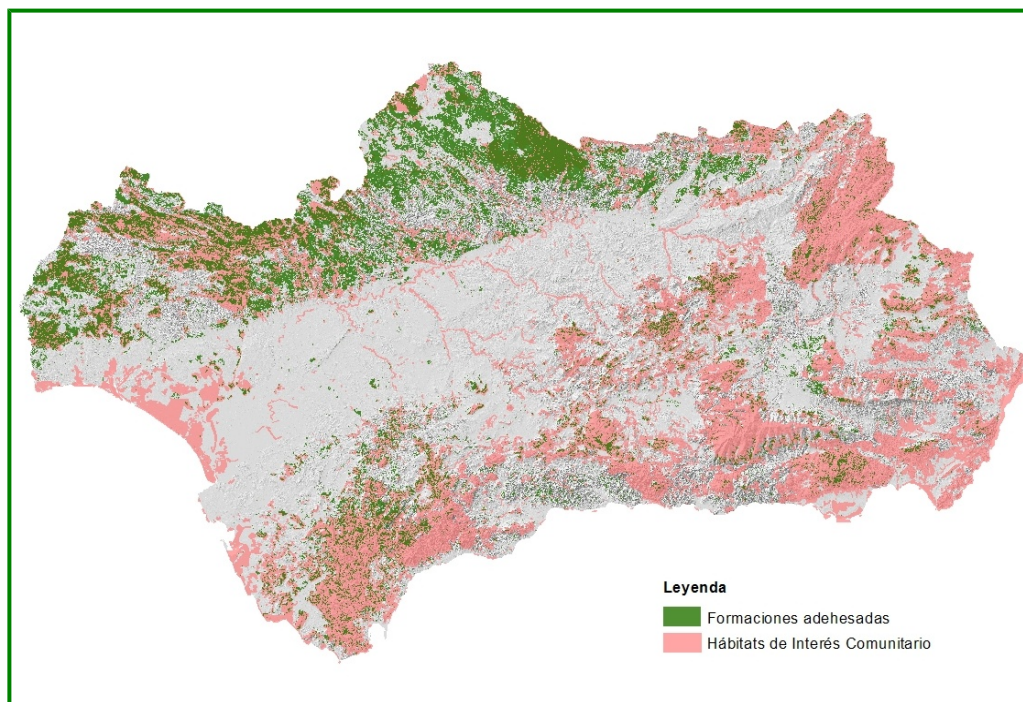 Leyenda
Formaciones adehesadas
Hábitats de Interés Comunitario